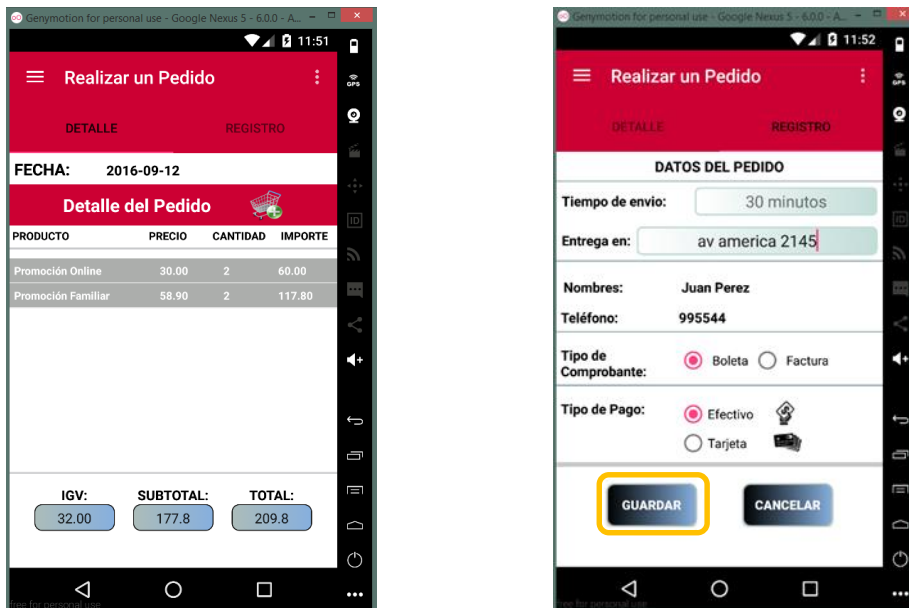 Genymotion for personal use - Google Nexus 5 - 6.0.0 - A...
11:51
Realizar un Pedido
GPS
DETALLE REGISTRO
FECHA: 2016-09-12
Detalle del Pedido
ID
PRODUCTO PRECIO CANTIDAD IMPORTE
Promoción Online 30.00 2 60.00
Promoción Familiar 58.90 2 117.80
IGV: SUBTOTAL: TOTAL:
32.00 177.8 209.8
free for personal use
Genymotion for personal use - Google Nexus 5 - 6.0.0 - A...
11:52
Realizar un Pedido
GPS
DETALLE REGISTRO
DATOS DEL PEDIDO
Tiempo de envio: 30 minutos
ID
Entrega en: av america 2145
Nombres: Juan Perez
Teléfono: 995544
Tipo de
Comprobante: Boleta Factura
Tipo de Pago: Efectivo
Tarjeta
GUARDAR CANCELAR
free for personal use